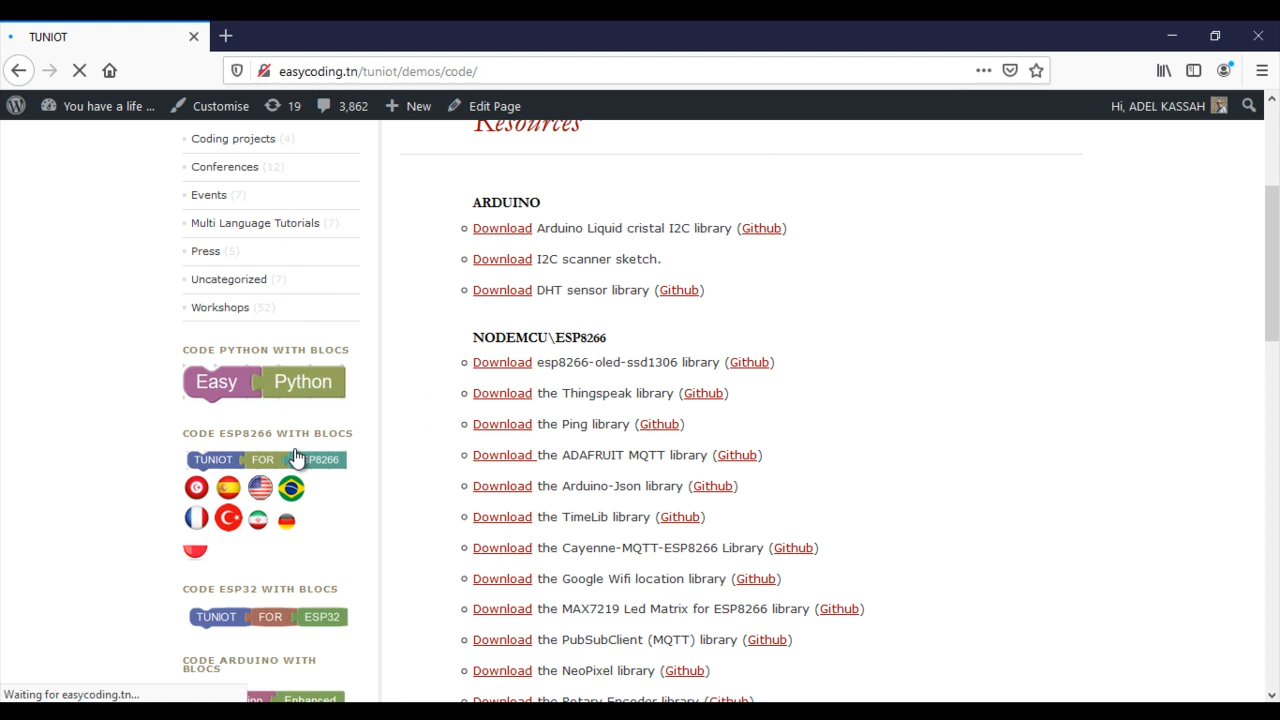 TUNIOT
easycoding.tn/tuniot/demos/code/
You have a life ... Customise 19 3,862 New Edit Page Hi, ADEL KASSAH
Coding projects (4)
Conferences (12)
Events (7)
Multi Language Tutorials (7)
Press (5)
Uncategorized (7)
Workshops (52)
CODE PYTHON WITH BLOCS
Easy Python
CODE ESP8266 WITH BLOCS
TUNIOT FOR P8266
CODE ESP32 WITH BLOCS
TUNIOT FOR ESP32
CODE ARDUINO WITH
BLOCS
Enhanced
Resources
ARDUINO
Download Arduino Liquid cristal I2C library (Github)
Download I2C scanner sketch.
Download DHT sensor library (Github)
NODEMCU\ESP8266
Download esp8266-oled-ssd1306 library (Github)
Download the Thingspeak library (Github)
Download the Ping library (Github)
Download the ADAFRUIT MQTT library (Github)
Download the Arduino-Json library (Github)
Download the TimeLib library (Github)
Download the Cayenne-MQTT-ESP8266 Library (Github)
Download the Google Wifi location library (Github)
Download the MAX7219 Led Matrix for ESP8266 library (Github)
Download the PubSubClient (MQTT) library (Github)
Download the NeoPixel library (Github)
Download the Rotary Encoder library (Github)
Waiting for easycoding.tn...